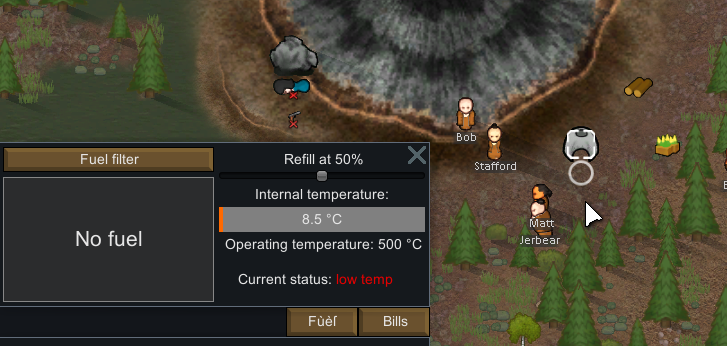 Fuel filter
Refill at 50%
Internal temperature:
8.5 °C
No fuel
Operating temperature: 500 °C
Current status: low temp
Fùèſ
Bills
Bob
Stafford
Matt
Jerbear